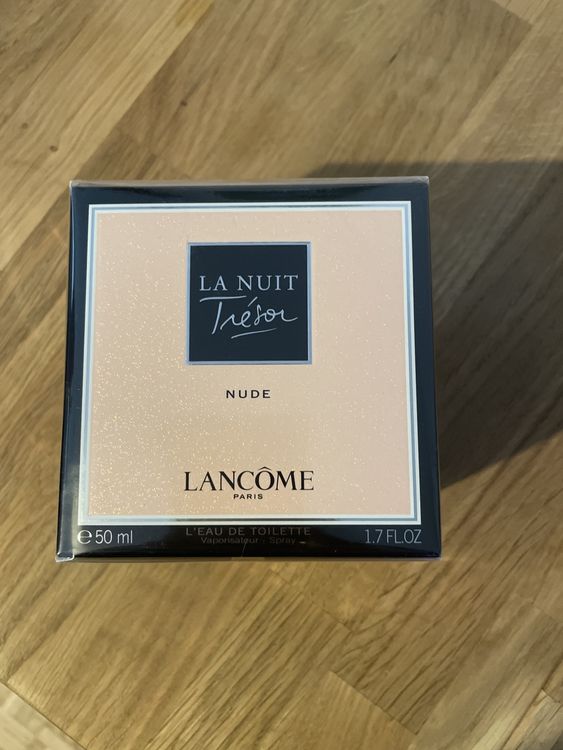 LA NUIT
Trésor
NUDE
LANCÔME
PARIS
L'EAU DE TOILETTE
℮50 ml Vaporisateur - Spray 1.7 FL.OZ